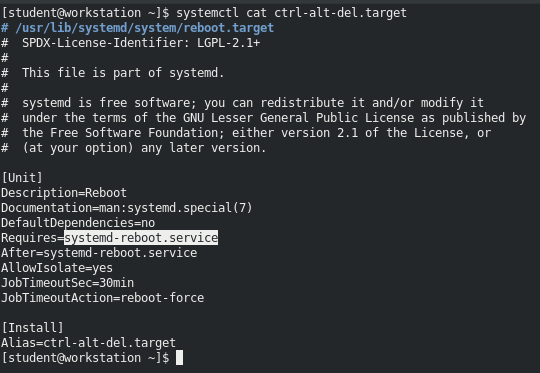 [student@workstation ~]$ systemctl cat ctrl-alt-del.target
# /usr/lib/systemd/system/reboot.target
#  SPDX-License-Identifier: LGPL-2.1+
#
#  This file is part of systemd.
#
#  systemd is free software; you can redistribute it and/or modify it
#  under the terms of the GNU Lesser General Public License as published by
#  the Free Software Foundation; either version 2.1 of the License, or
#  (at your option) any later version.

[Unit]
Description=Reboot
Documentation=man:systemd.special(7)
DefaultDependencies=no
Requires=systemd-reboot.service
After=systemd-reboot.service
AllowIsolate=yes
JobTimeoutSec=30min
JobTimeoutAction=reboot-force

[Install]
Alias=ctrl-alt-del.target
[student@workstation ~]$